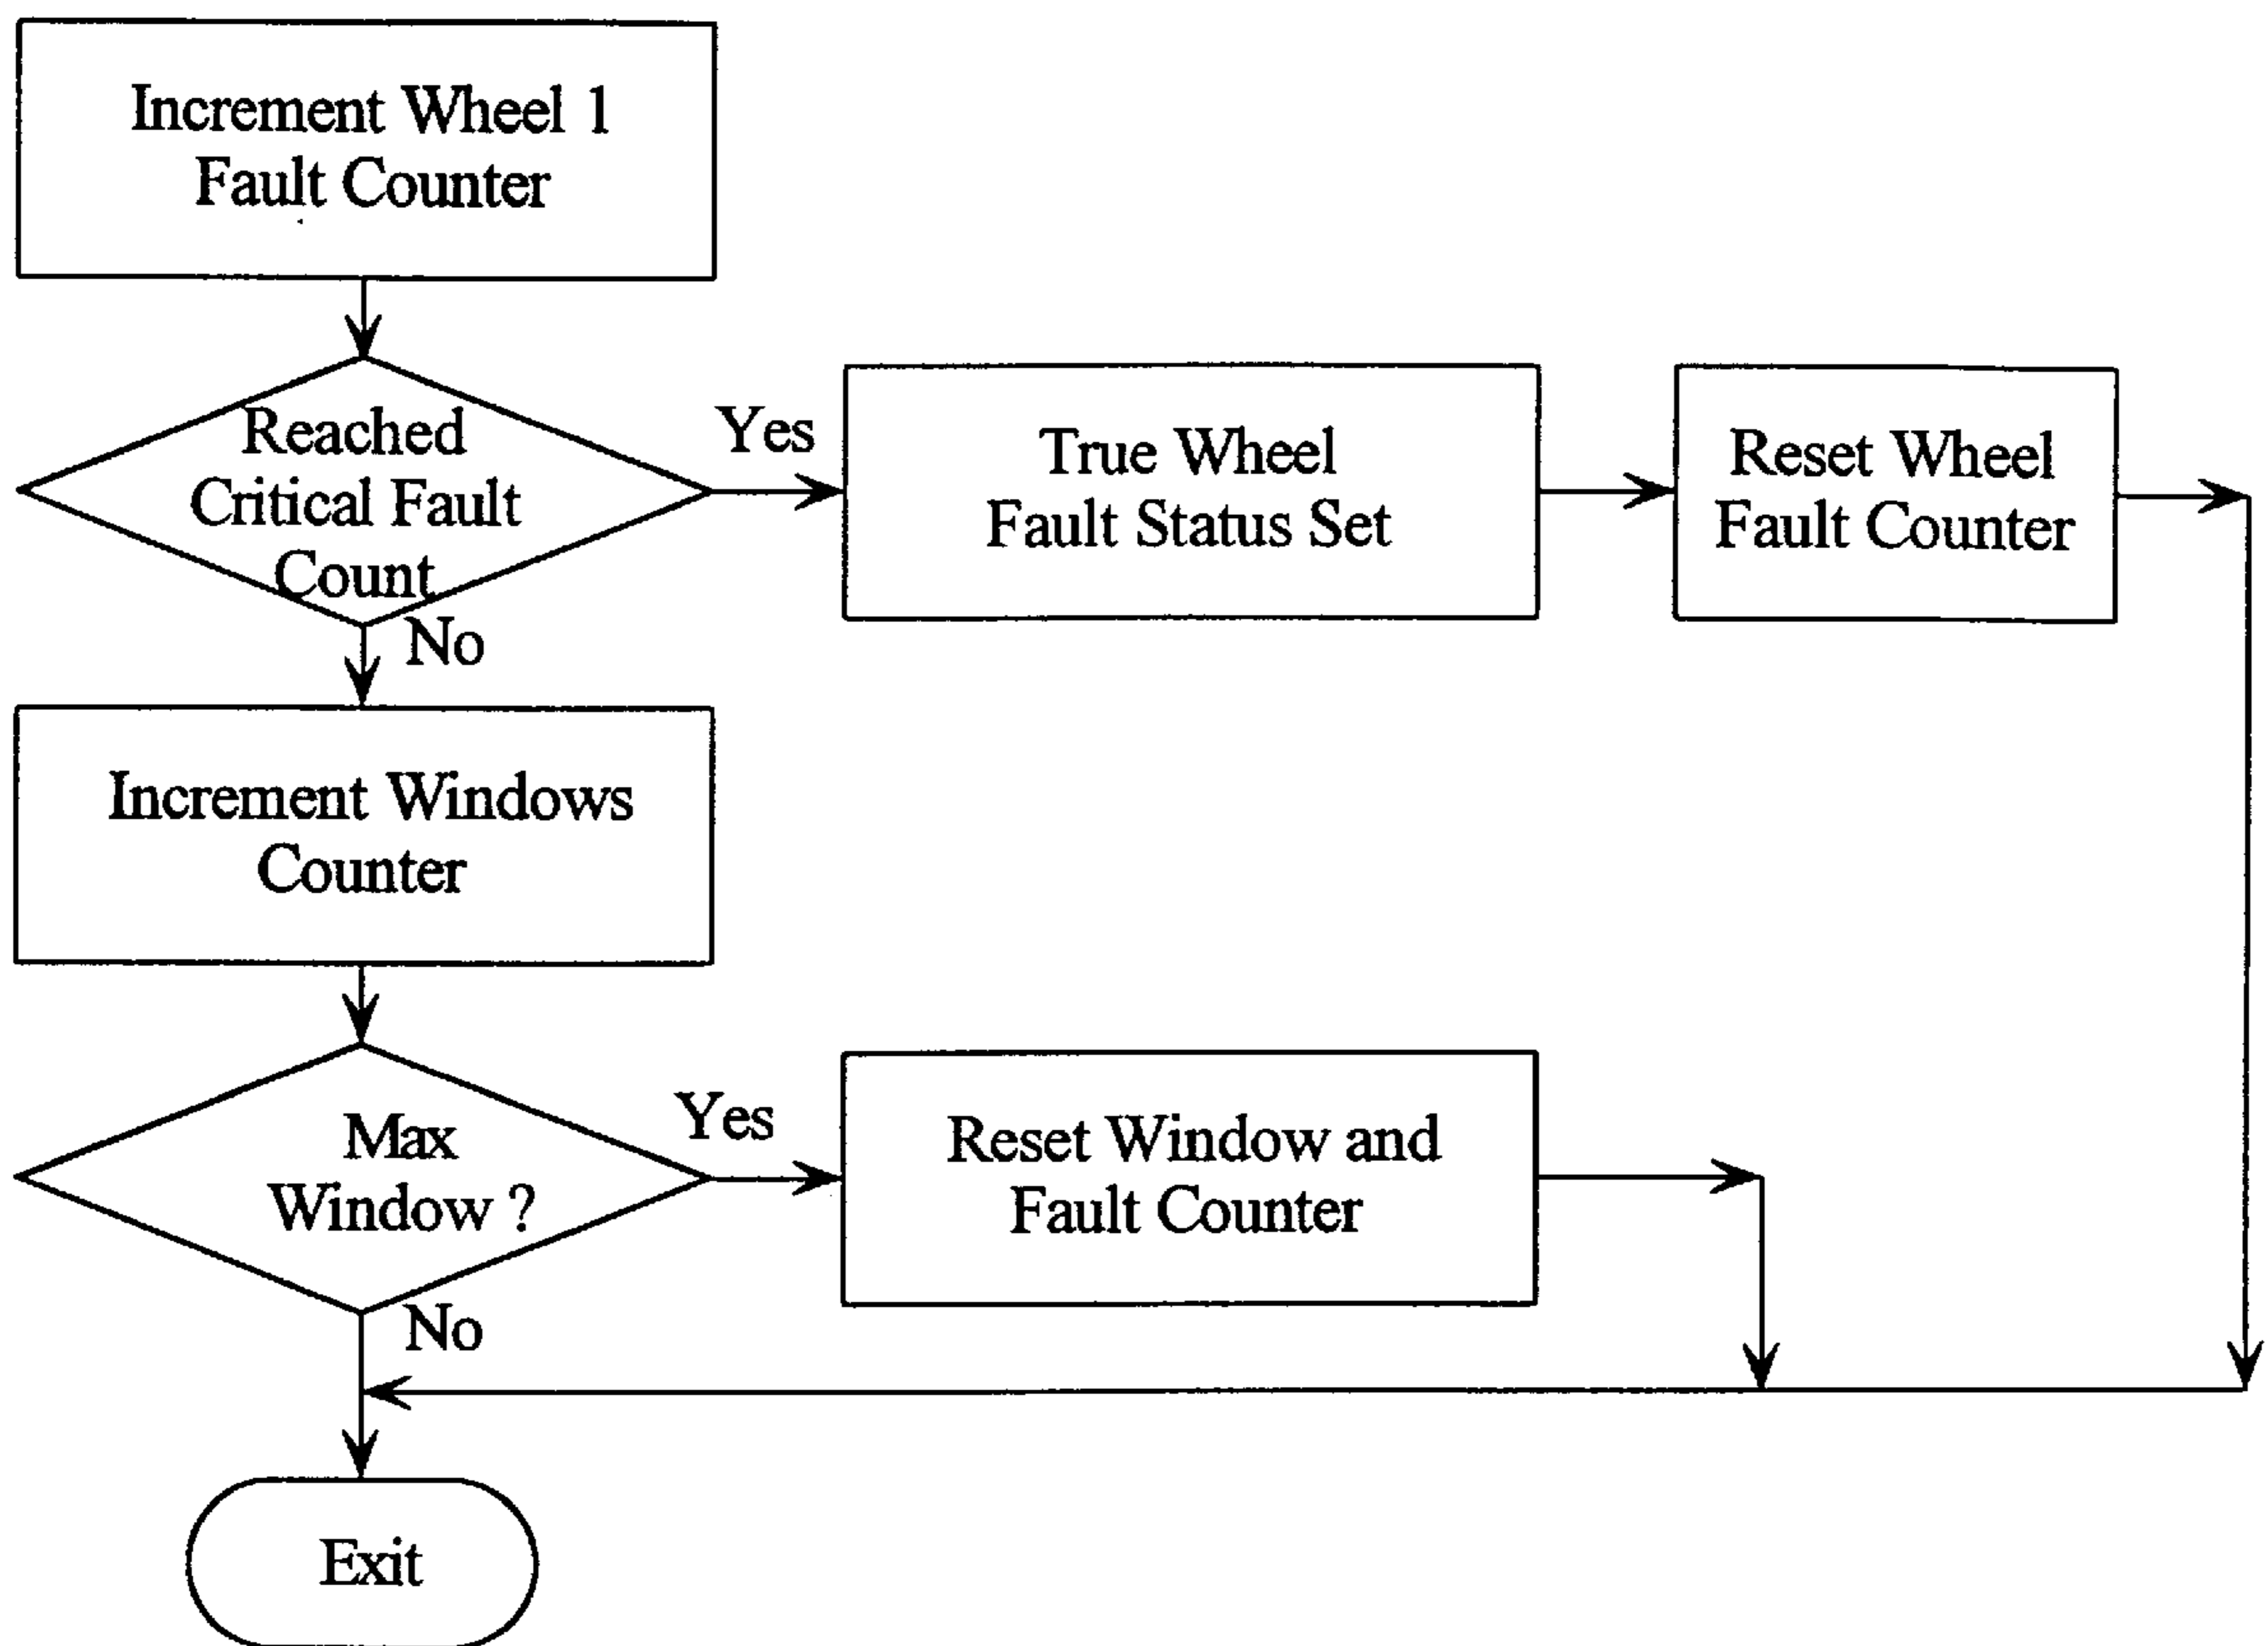 Increment Wheel 1
Fault Counter
Reached
Critical Fault
Count
Yes
True Wheel
Fault Status Set
Reset Wheel
Fault Counter
No
Increment Windows
Counter
Max
Window ?
Yes
Reset Window and
Fault Counter
No
Exit